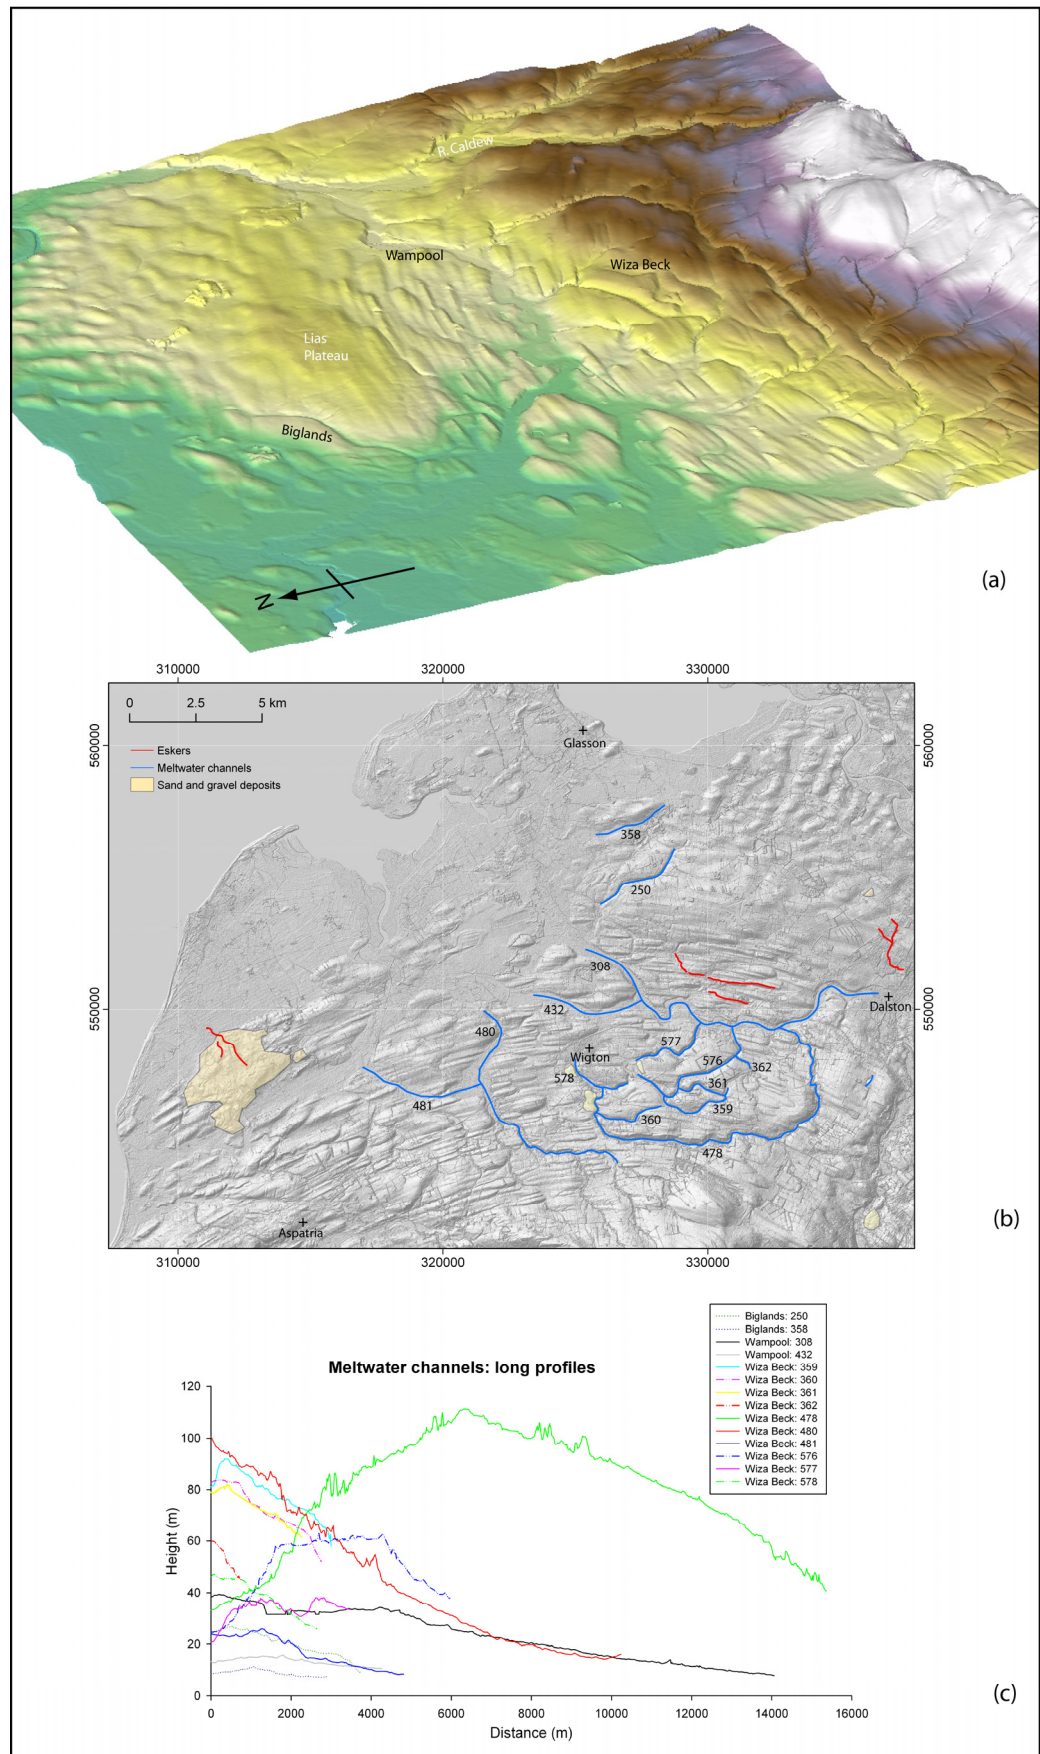 R. Caldew
Wampool
Wiza Beck
Lias
Plateau
Biglands
N
(a)
310000
320000
330000
0
2.5
5 km
Eskers
Meltwater channels
Sand and gravel deposits
560000
560000
Glasson
358
250
308
432
480
577
Dalston
550000
550000
Wigton
576
362
578
361
481
359
360
478
Aspatria
(b)
310000
320000
330000
Biglands: 250
Biglands: 358
Wampool: 308
Wampool: 432
Wiza Beck: 359
Wiza Beck: 360
Wiza Beck: 361
Wiza Beck: 362
Wiza Beck: 478
Wiza Beck: 480
Wiza Beck: 481
Wiza Beck: 576
Wiza Beck: 577
Wiza Beck: 578
Meltwater channels: long profiles
Height (m)
120
100
80
60
40
20
0
0
2000
4000
6000
8000
10000
12000
14000
16000
Distance (m)
(c)